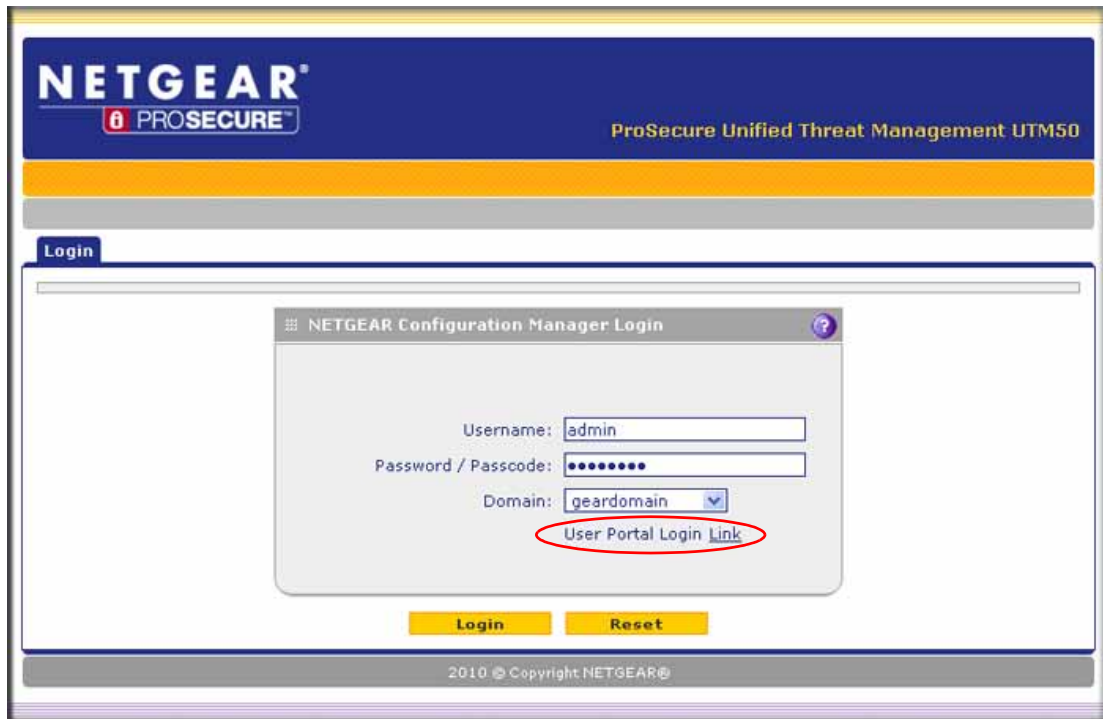 NETGEAR®
PROSECURE™
ProSecure Unified Threat Management UTM50
Login
NETGEAR Configuration Manager Login
?
Username: admin
Password / Passcode: ••••••••
Domain: geardomain
User Portal Login Link
Login Reset
2010 © Copyright NETGEAR®